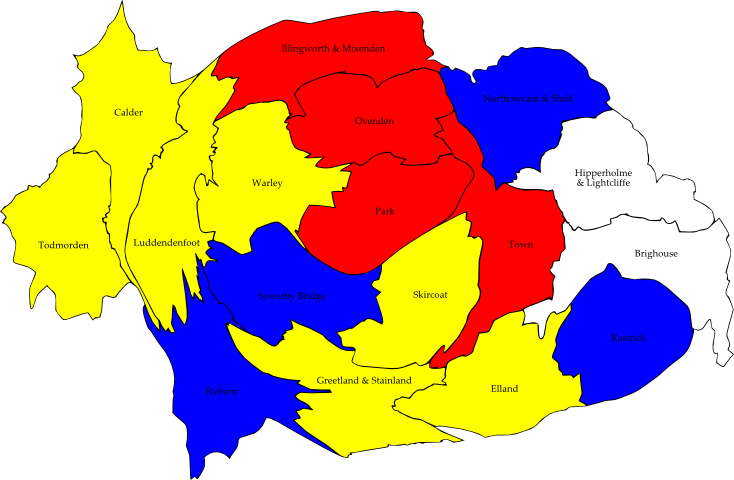 Illingworth & Mixenden
Northowram & Shelf
Calder
Ovenden
Hipperholme
& Lightcliffe
Warley
Park
Todmorden
Luddendenfoot
Town
Brighouse
Sowerby Bridge
Skircoat
Rastrick
Greetland & Stainland
Elland
Ryburn